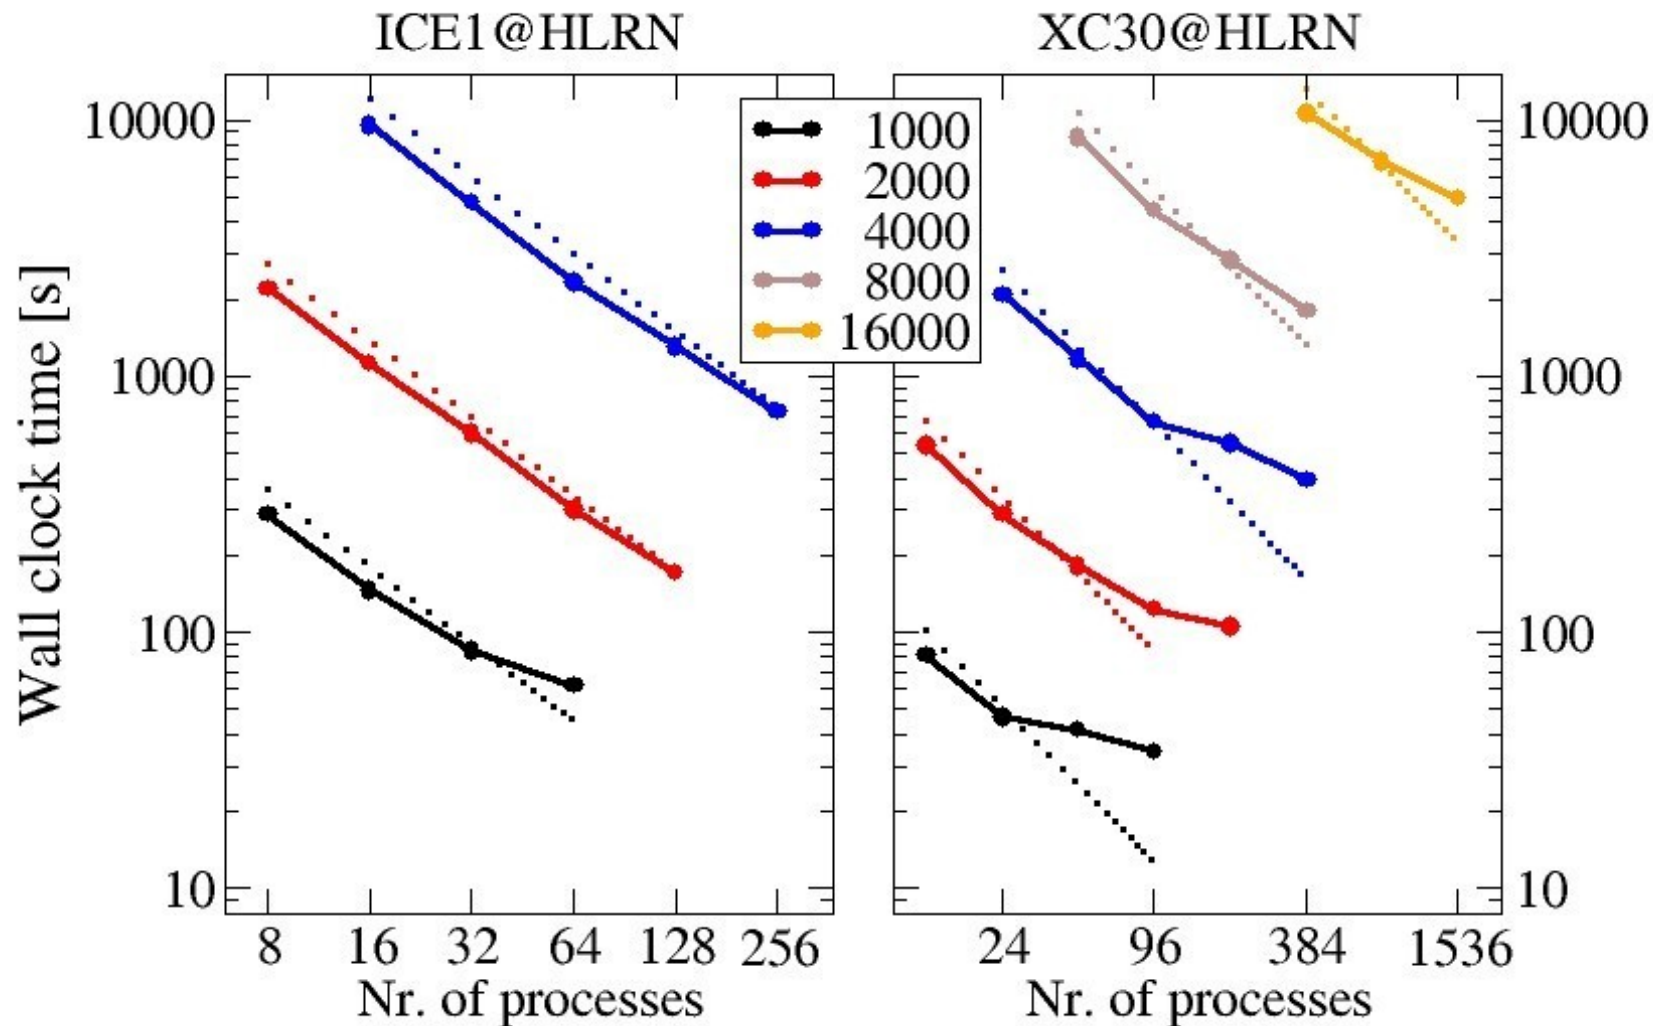 ICE1@HLRN
XC30@HLRN
Wall clock time [s]
10000
1000
100
10
1000
2000
4000
8000
16000
10000
1000
100
10
8 16 32 64 128 256
24 96 384 1536
Nr. of processes
Nr. of processes